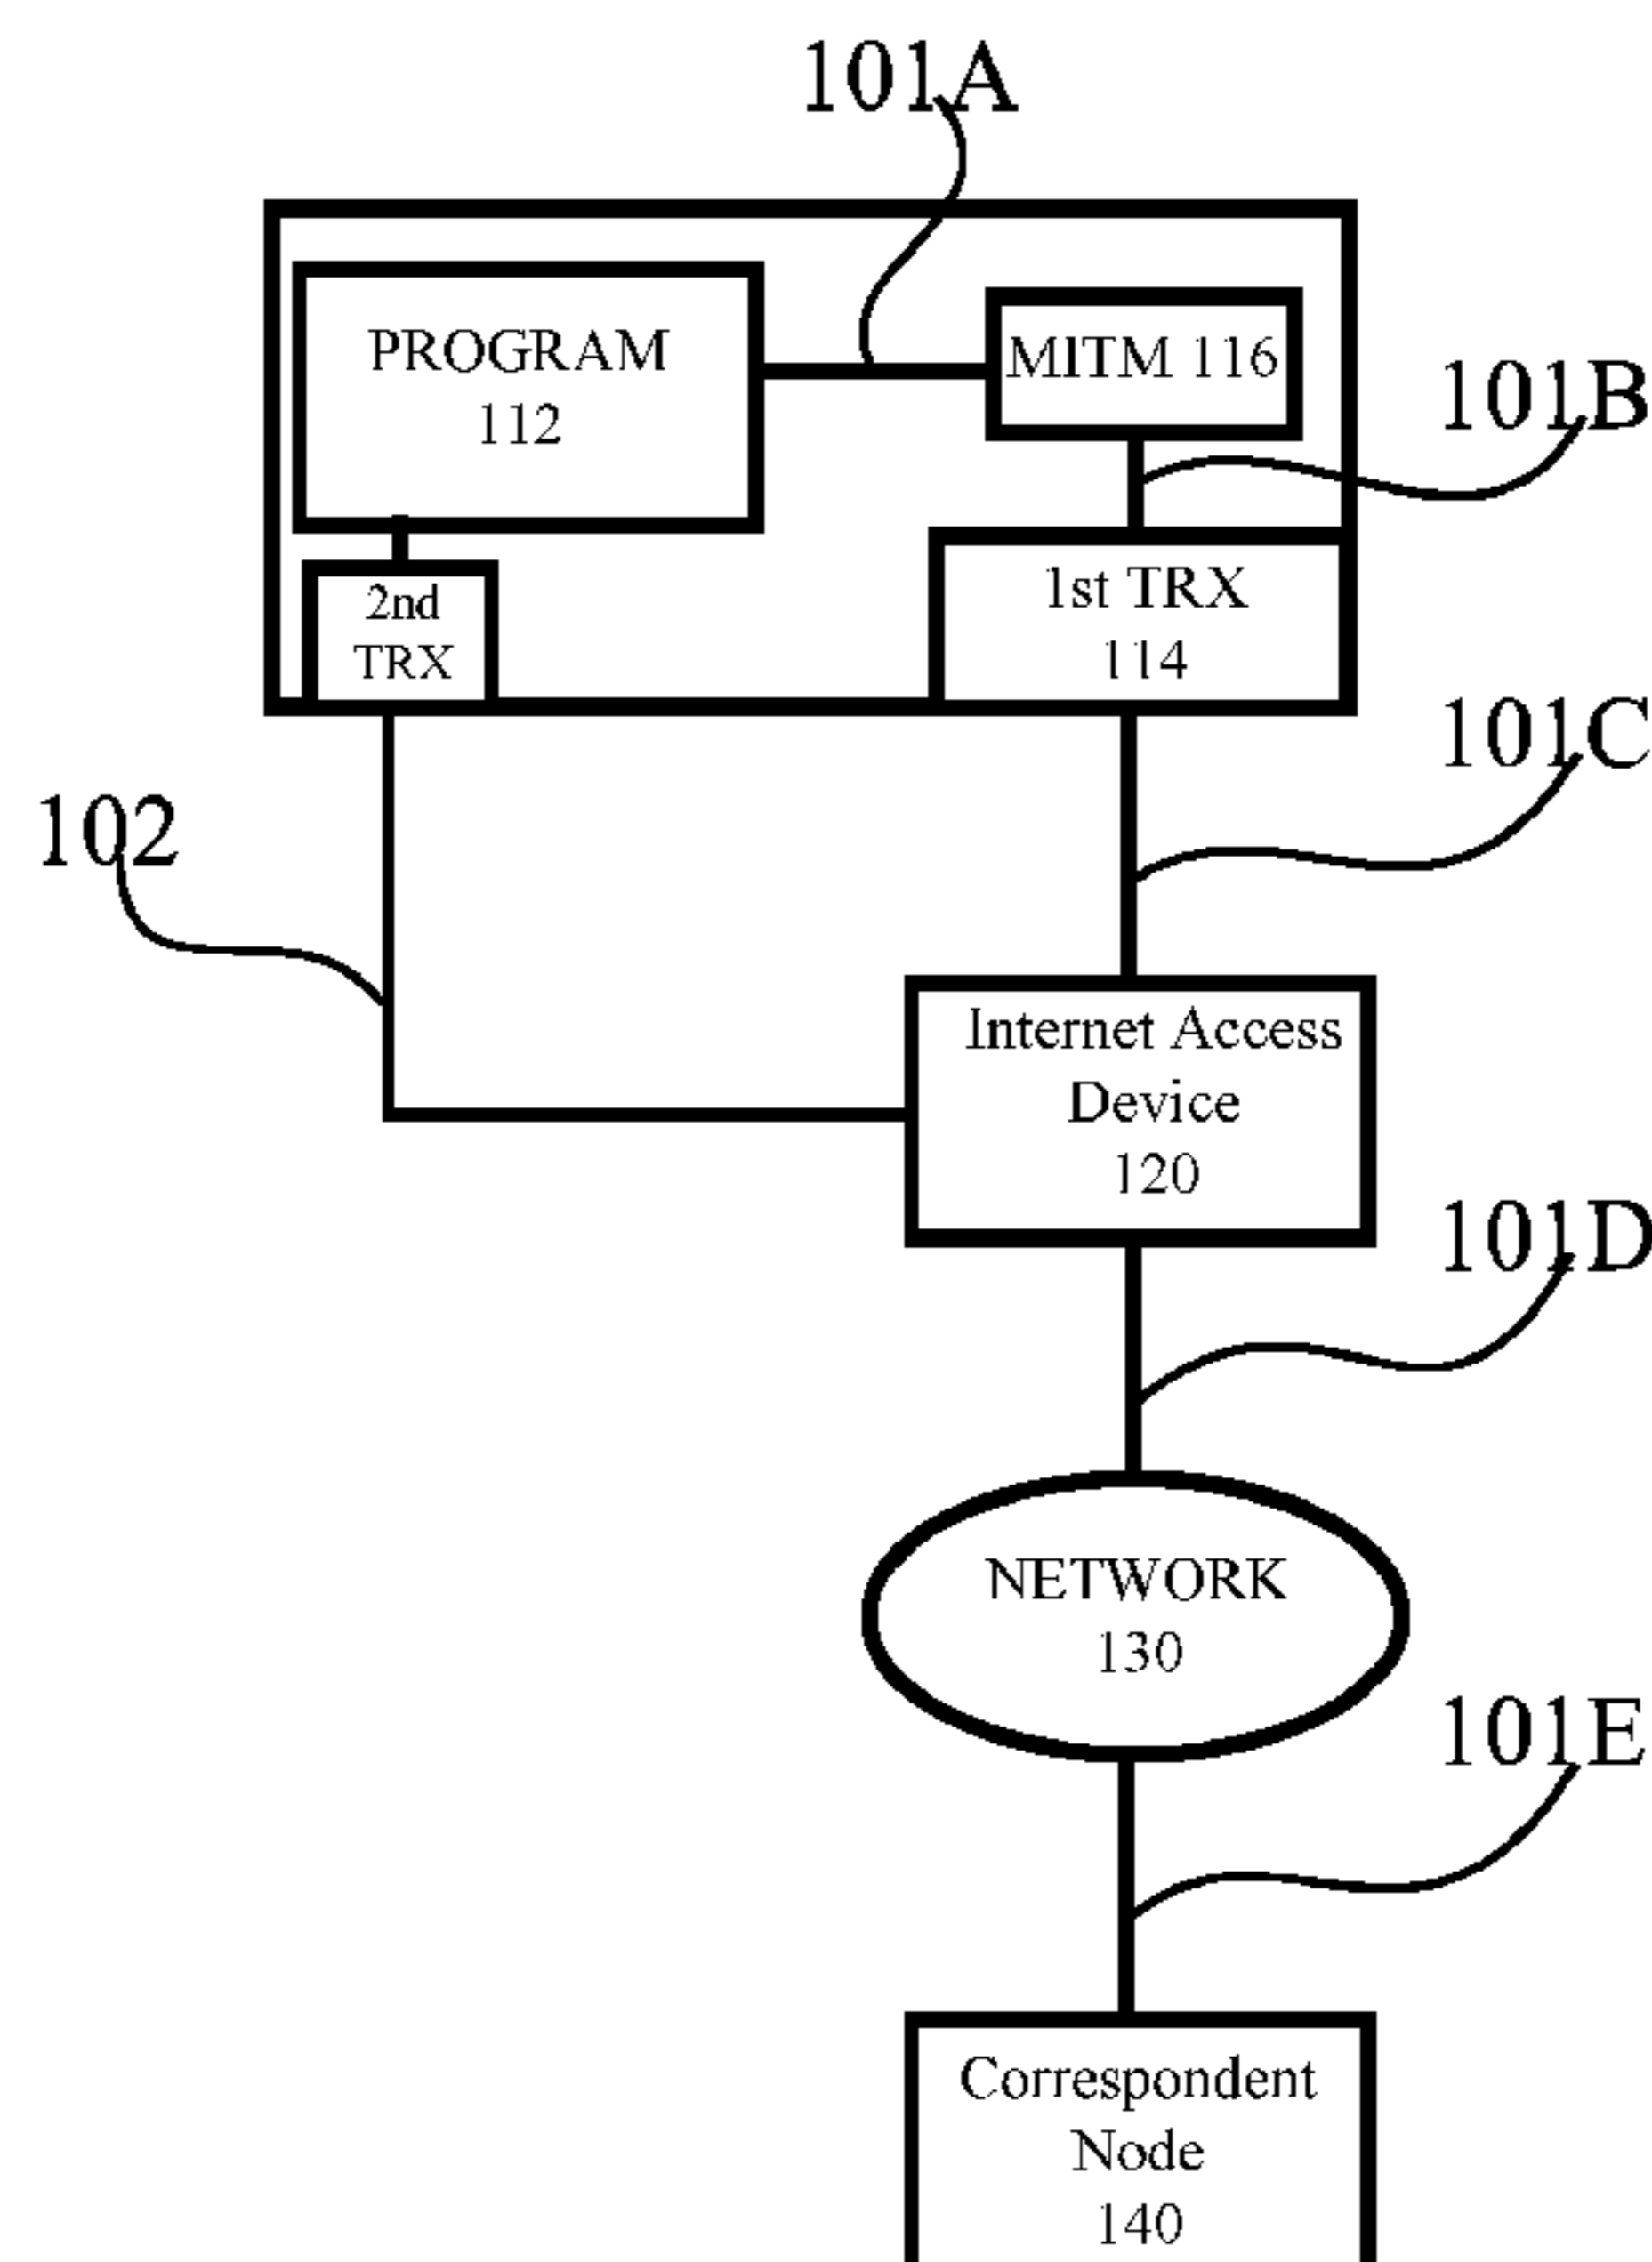 101A
PROGRAM
112
MITM 116
101B
2nd
TRX
1st TRX
114
101C
102
Internet Access
Device
120
101D
NETWORK
130
101E
Correspondent
Node
140